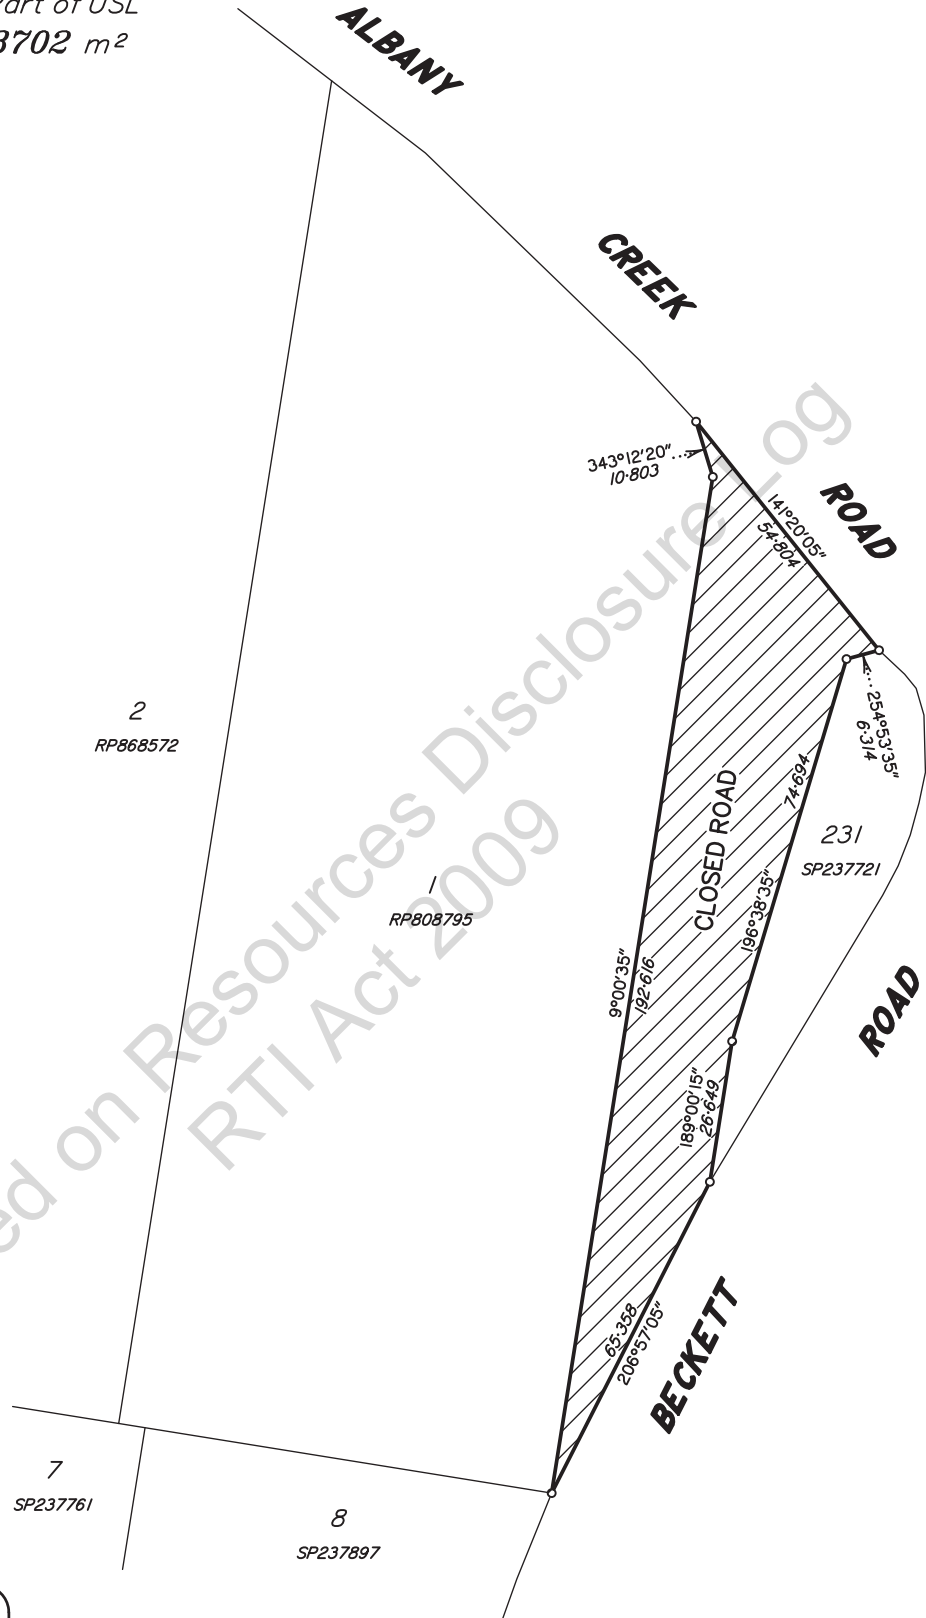 art of USL
3702 m²
ALBANY
CREEK
ROAD
343°12'20"
10·803
141°20'05"
54·804
254°53'35"
6·314
2
RP868572
74·694
196°38'35"
CLOSED ROAD
231
SP237721
1
RP808795
9°00'35"
192·616
ROAD
189°00'15"
26·649
65·358
206°57'05"
BECKETT
7
SP237761
8
SP237897
ed on Resources Disclosure Log
RTI Act 2009